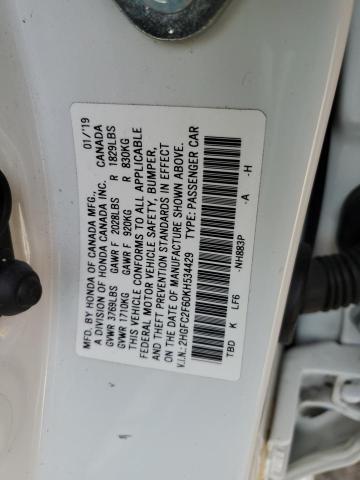 MFD. BY HONDA OF CANADA MFG., 01/'19
A DIVISION OF HONDA CANADA INC. CANADA
GVWR 3769LBS GAWR F 2028LBS R 1829LBS
GVWR 1710KG GAWR F 920KG R 830KG
THIS VEHICLE CONFORMS TO ALL APPLICABLE
FEDERAL MOTOR VEHICLE SAFETY, BUMPER,
AND THEFT PREVENTION STANDARDS IN EFFECT
ON THE DATE OF MANUFACTURE SHOWN ABOVE.
V.I.N.: 2HGFC2F60KH534429 TYPE: PASSENGER CAR
TBD K LF6 -NH883P -A -H